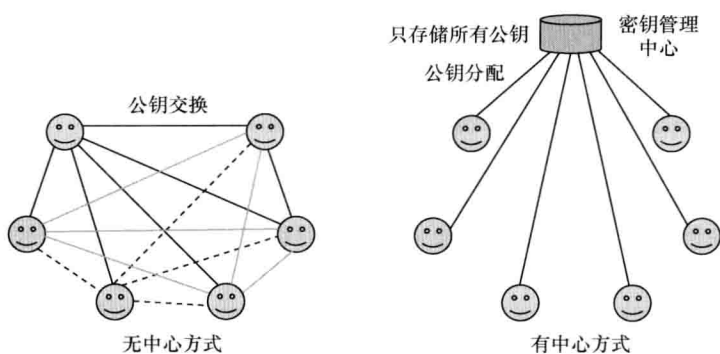 只存储所有公钥
密钥管理
中心
公钥分配
公钥交换
无中心方式
有中心方式